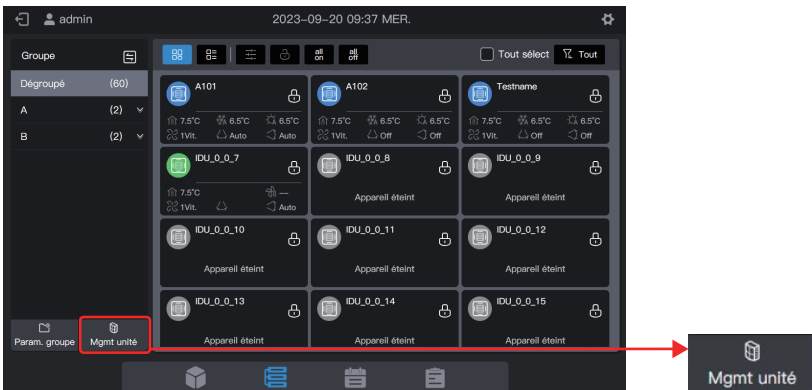 admin 2023-09-20 09:37 MER.
Groupe
all on all off Tout sélect Tout
Dégroupé (60)
A (2)
B (2)
A101 A102 Testname
7.5°C 6.5°C 6.5°C 7.5°C 6.5°C 6.5°C 7.5°C 6.5°C 6.5°C
1Vit. Auto Auto 1Vit. Off Off 1Vit. Off Off
IDU_0_0_7 IDU_0_0_8 IDU_0_0_9
7.5°C -- Appareil éteint Appareil éteint
1Vit. Auto
IDU_0_0_10 IDU_0_0_11 IDU_0_0_12
Appareil éteint Appareil éteint Appareil éteint
IDU_0_0_13 IDU_0_0_14 IDU_0_0_15
Appareil éteint Appareil éteint Appareil éteint
Param. groupe Mgmt unité
Mgmt unité